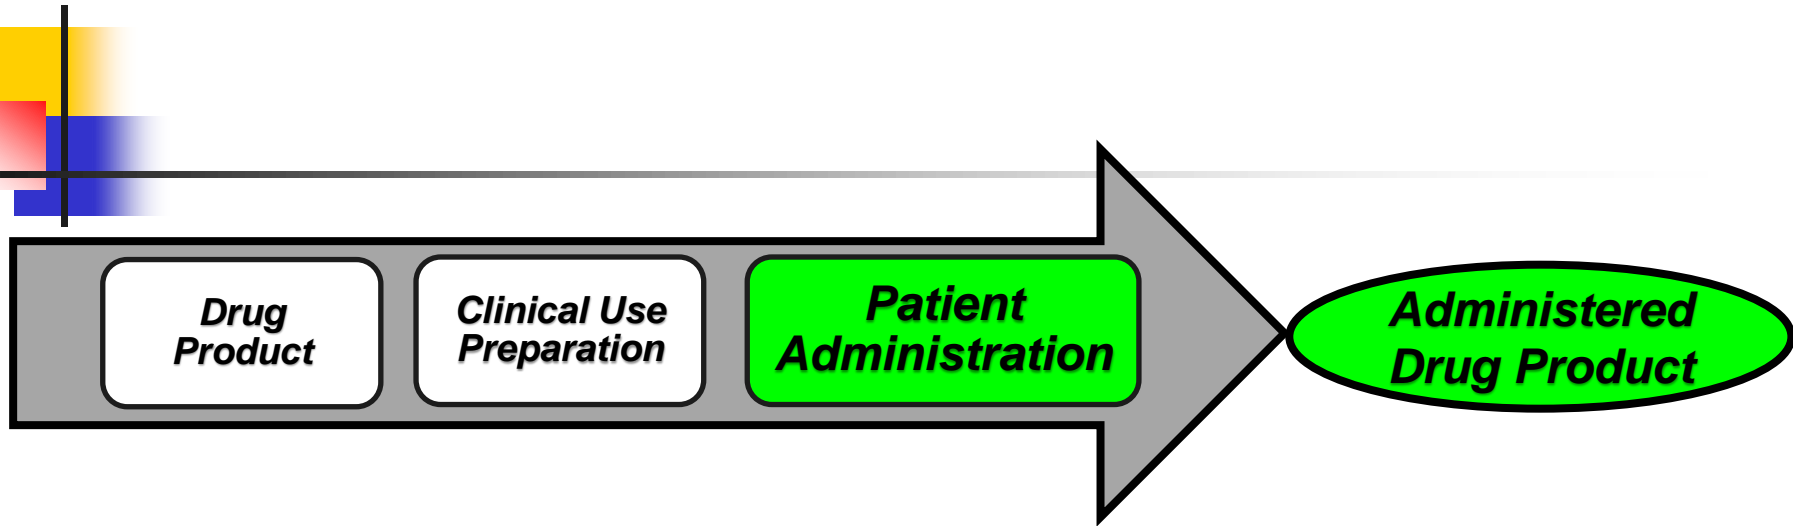 Drug
Product
Clinical Use
Preparation
Patient
Administration
Administered
Drug Product